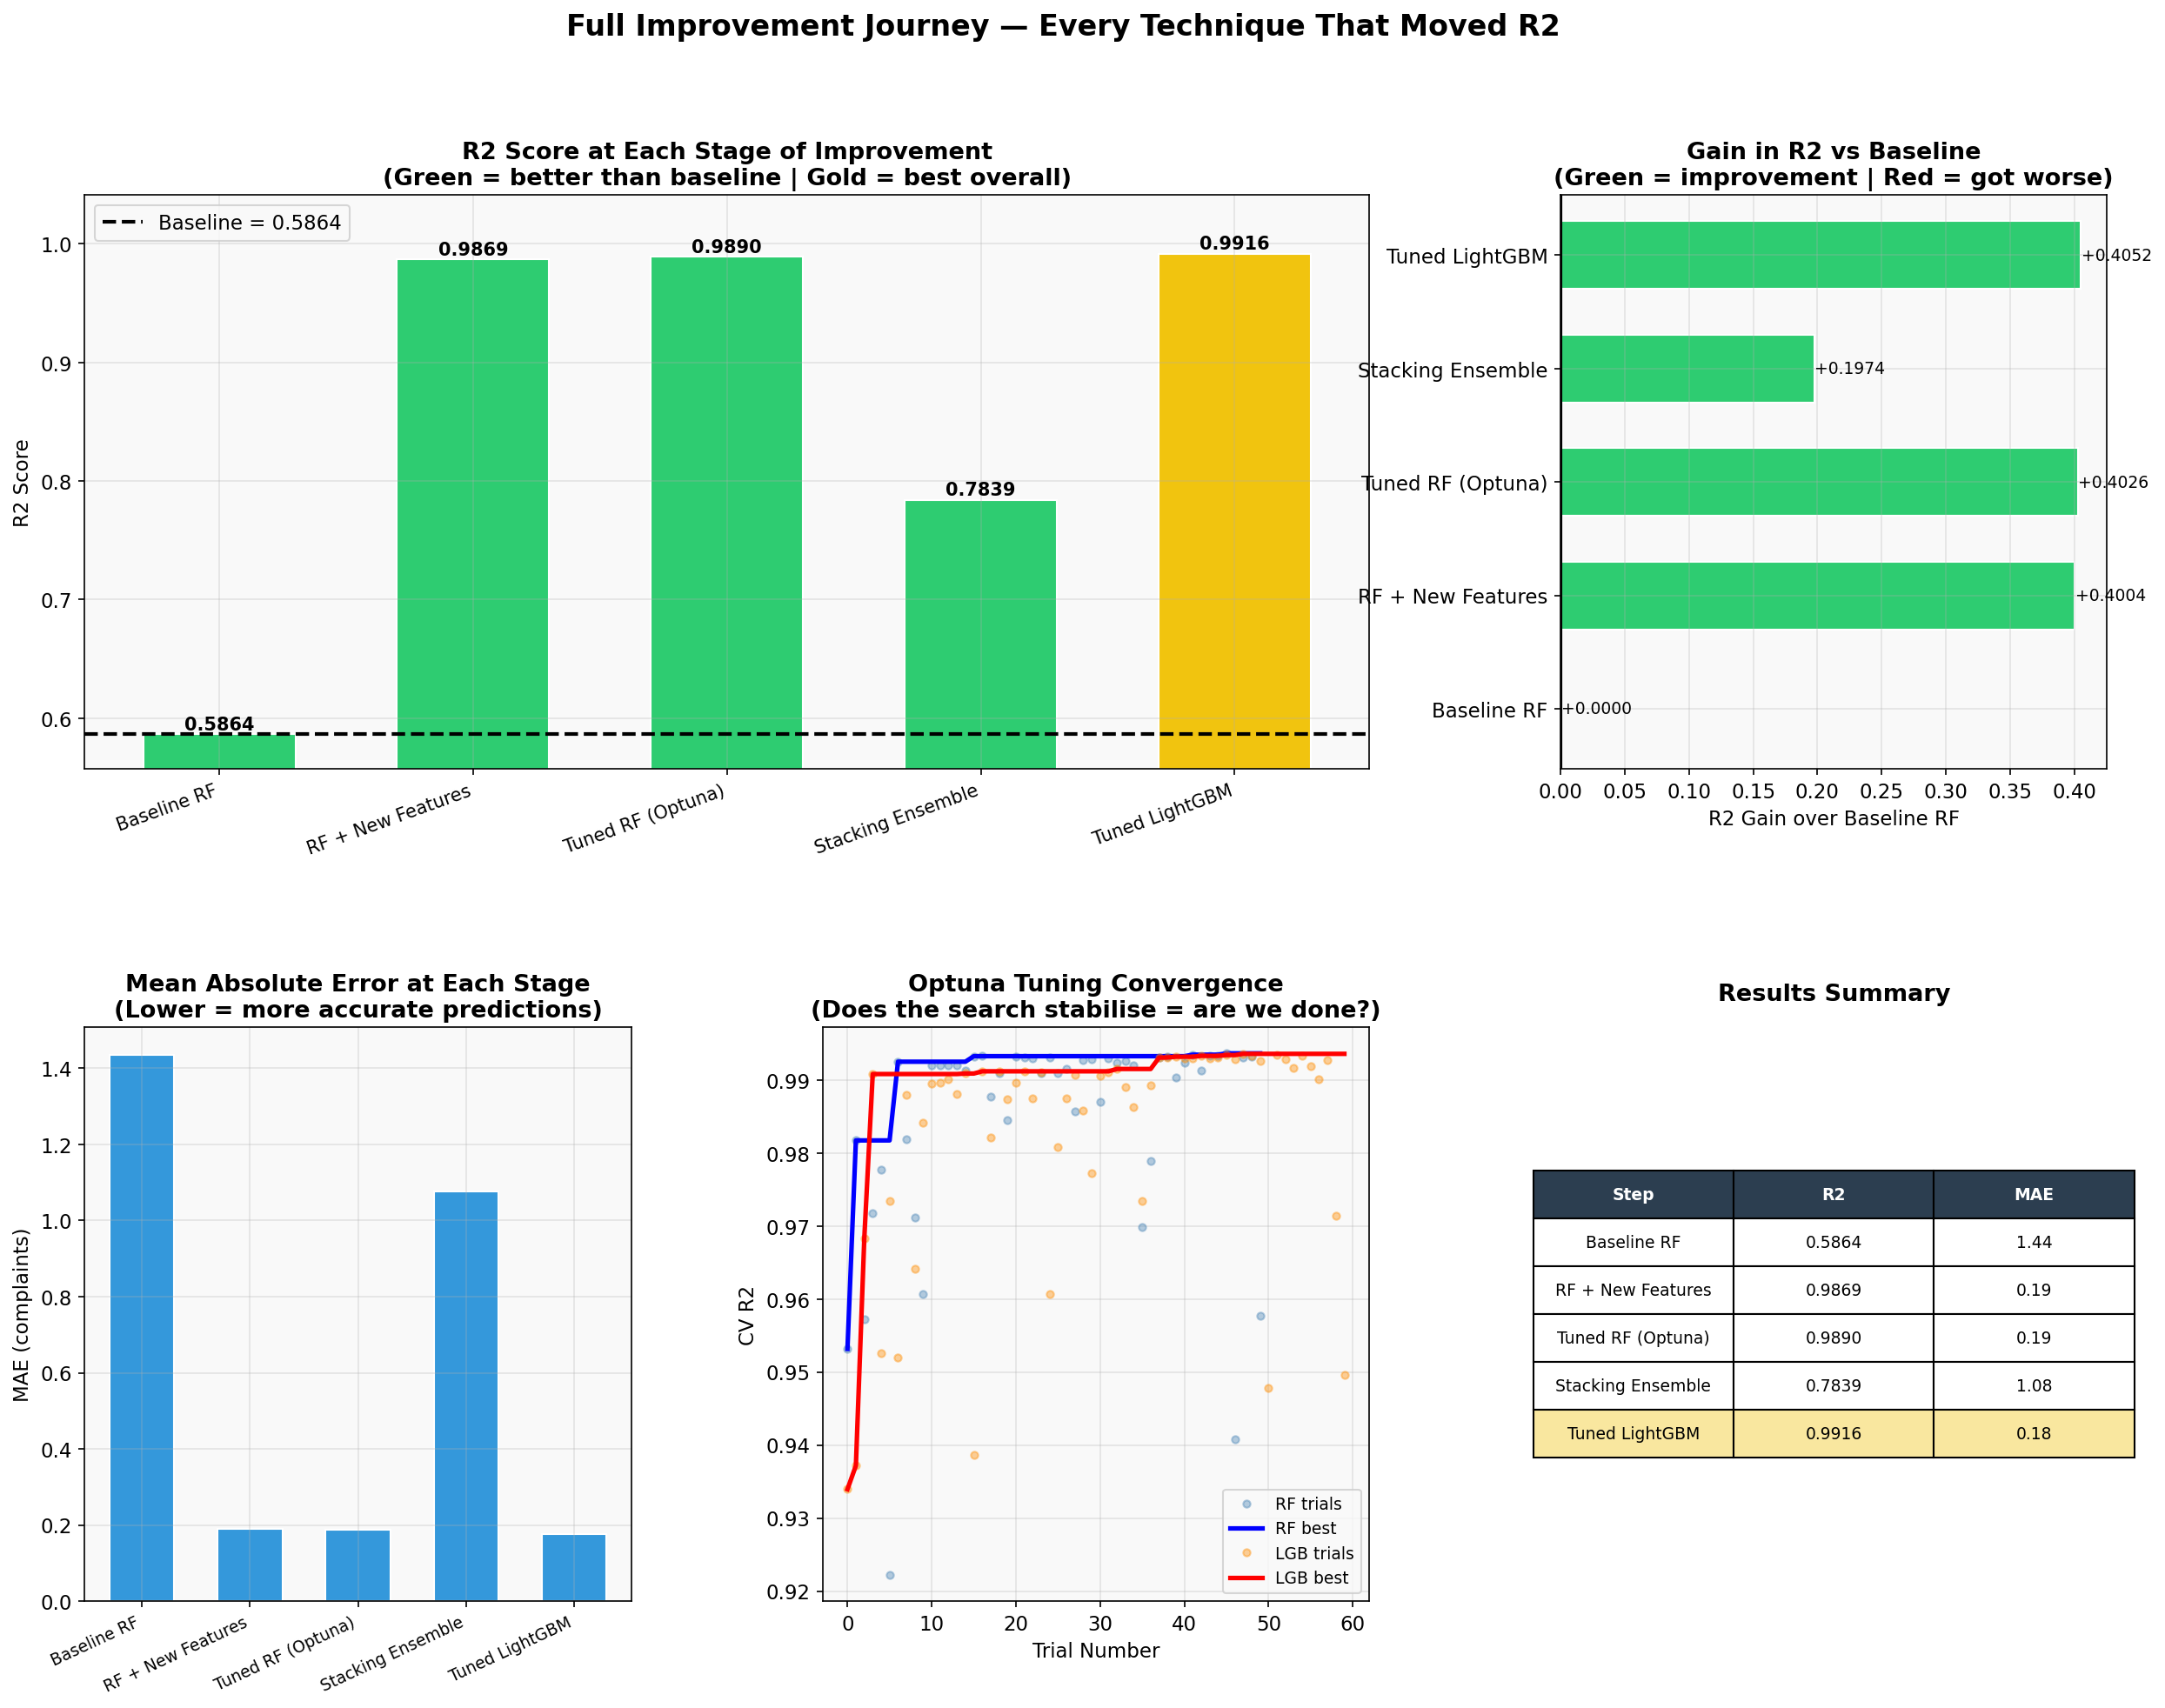 Full Improvement Journey — Every Technique That Moved R2
R2 Score at Each Stage of Improvement
(Green = better than baseline | Gold = best overall)
Baseline = 0.5864
R2 Score
1.0
0.9
0.8
0.7
0.6
0.5864
0.9869
0.9890
0.7839
0.9916
Baseline RF
RF + New Features
Tuned RF (Optuna)
Stacking Ensemble
Tuned LightGBM
Gain in R2 vs Baseline
(Green = improvement | Red = got worse)
Tuned LightGBM
+0.4052
Stacking Ensemble
+0.1974
Tuned RF (Optuna)
+0.4026
RF + New Features
+0.4004
Baseline RF
+0.0000
0.00 0.05 0.10 0.15 0.20 0.25 0.30 0.35 0.40
R2 Gain over Baseline RF
Mean Absolute Error at Each Stage
(Lower = more accurate predictions)
MAE (complaints)
1.4
1.2
1.0
0.8
0.6
0.4
0.2
0.0
Baseline RF
RF + New Features
Tuned RF (Optuna)
Stacking Ensemble
Tuned LightGBM
Optuna Tuning Convergence
(Does the search stabilise = are we done?)
CV R2
0.99
0.98
0.97
0.96
0.95
0.94
0.93
0.92
RF trials
RF best
LGB trials
LGB best
0 10 20 30 40 50 60
Trial Number
Results Summary
Step R2 MAE
Baseline RF 0.5864 1.44
RF + New Features 0.9869 0.19
Tuned RF (Optuna) 0.9890 0.19
Stacking Ensemble 0.7839 1.08
Tuned LightGBM 0.9916 0.18